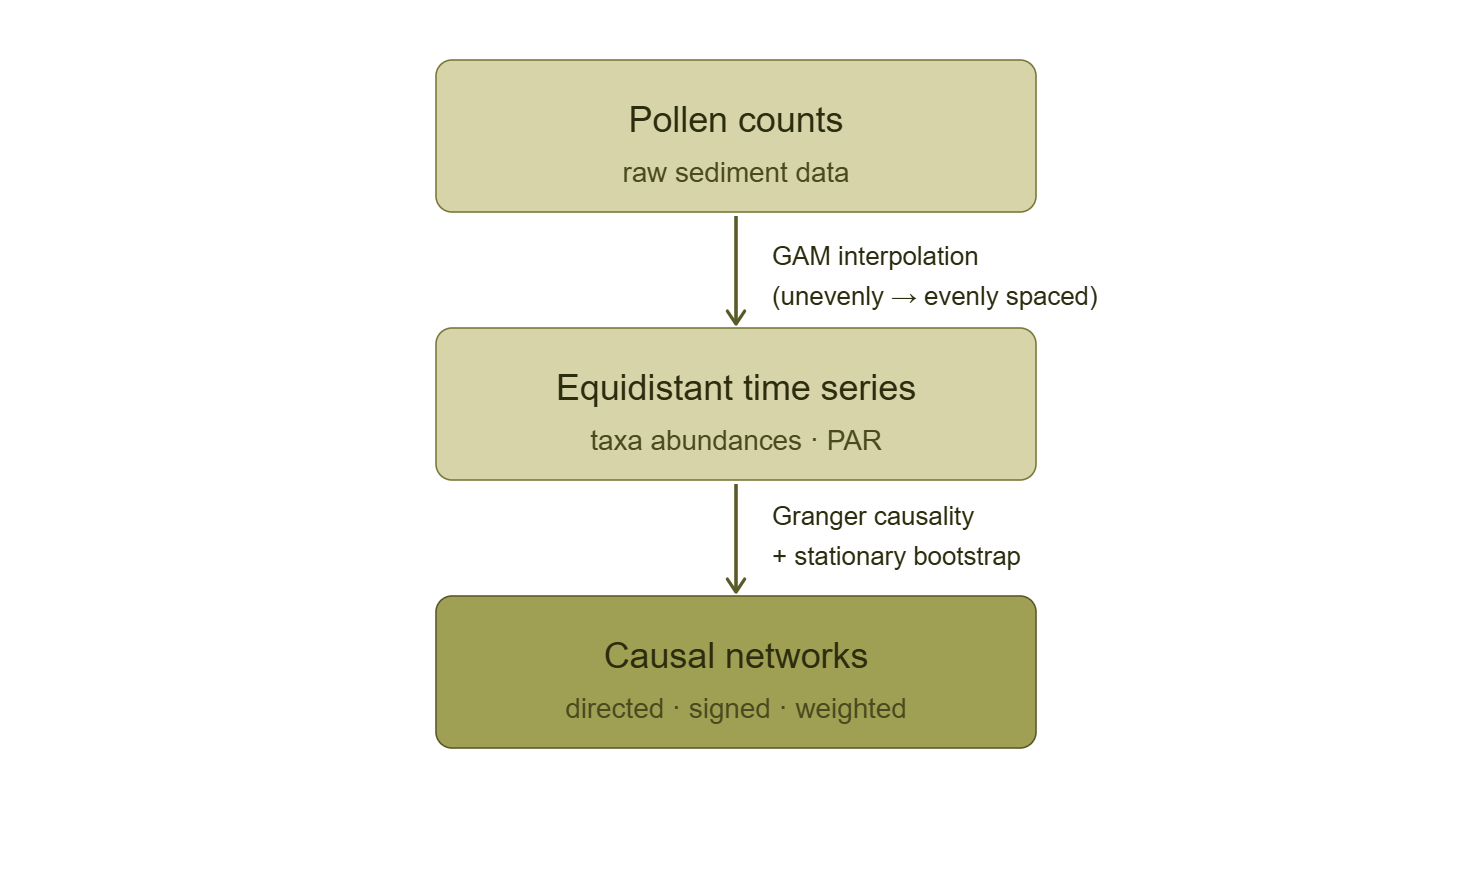 Pollen counts
raw sediment data
GAM interpolation
(unevenly → evenly spaced)
Equidistant time series
taxa abundances · PAR
Granger causality
+ stationary bootstrap
Causal networks
directed · signed · weighted